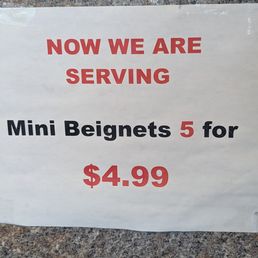 NOW WE ARE
SERVING
Mini Beignets 5 for
$4.99